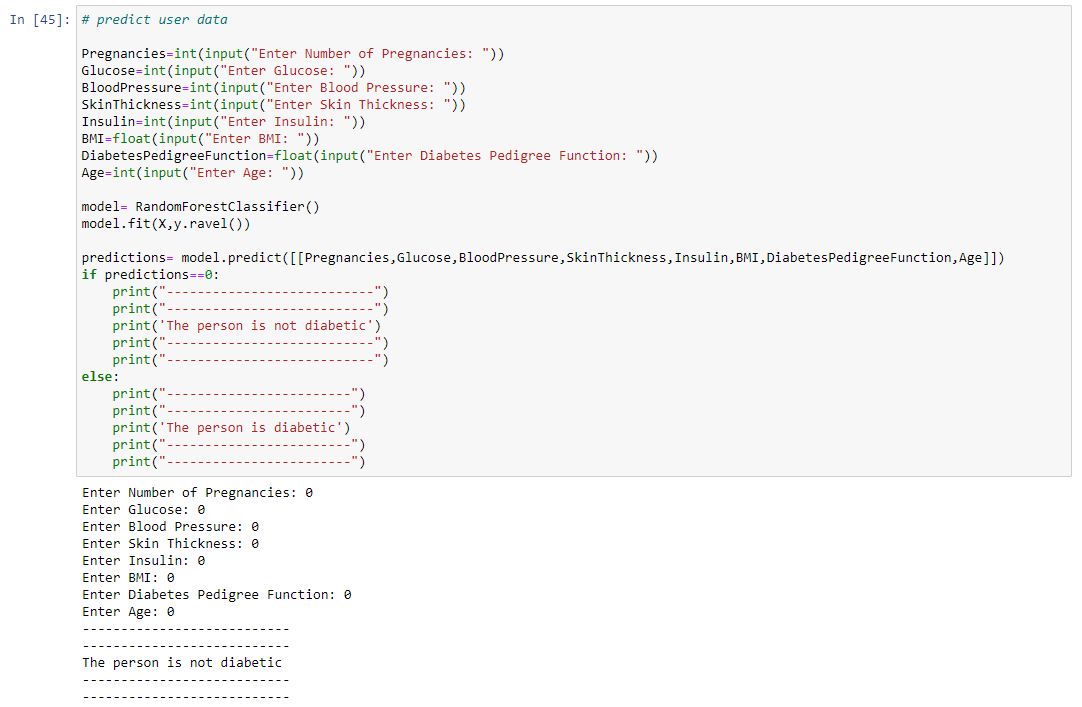 In [45]: # predict user data
Pregnancies=int(input("Enter Number of Pregnancies: "))
Glucose=int(input("Enter Glucose: "))
BloodPressure=int(input("Enter Blood Pressure: "))
SkinThickness=int(input("Enter Skin Thickness: "))
Insulin=int(input("Enter Insulin: "))
BMI=float(input("Enter BMI: "))
DiabetesPedigreeFunction=float(input("Enter Diabetes Pedigree Function: "))
Age=int(input("Enter Age: "))
model= RandomForestClassifier()
model.fit(X,y.ravel())
predictions= model.predict([[Pregnancies,Glucose,BloodPressure,SkinThickness,Insulin,BMI,DiabetesPedigreeFunction,Age]])
if predictions==0:
    print("---------------------------")
    print("---------------------------")
    print('The person is not diabetic')
    print("---------------------------")
    print("---------------------------")
else:
    print("------------------------")
    print("------------------------")
    print('The person is diabetic')
    print("------------------------")
    print("------------------------")
Enter Number of Pregnancies: 0
Enter Glucose: 0
Enter Blood Pressure: 0
Enter Skin Thickness: 0
Enter Insulin: 0
Enter BMI: 0
Enter Diabetes Pedigree Function: 0
Enter Age: 0
---------------------------
---------------------------
The person is not diabetic
---------------------------
---------------------------